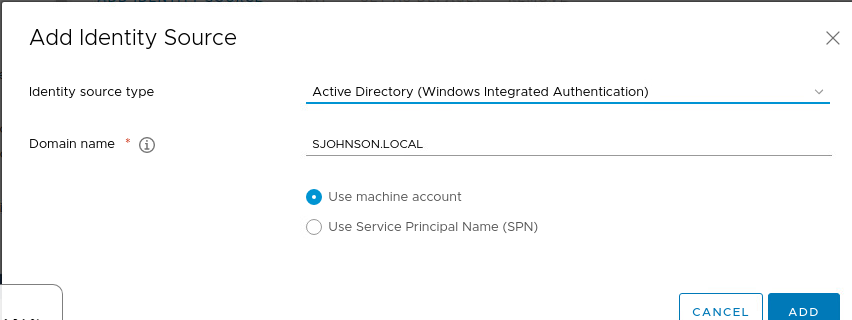 Add Identity Source
Identity source type
Active Directory (Windows Integrated Authentication)
Domain name *
SJOHNSON.LOCAL
Use machine account
Use Service Principal Name (SPN)
CANCEL ADD